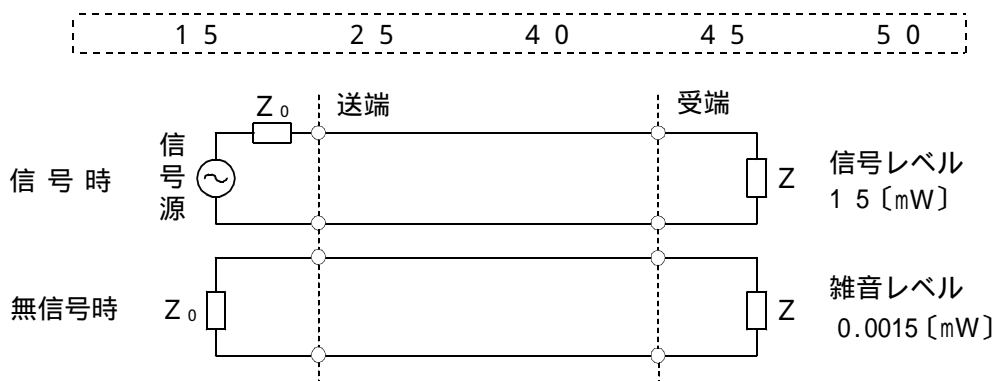 15 25 40 45 50
Z0 送端 受端
信号時 信号源 Z 信号レベル
15〔mW〕
無信号時 Z0 Z 雑音レベル
0.0015〔mW〕